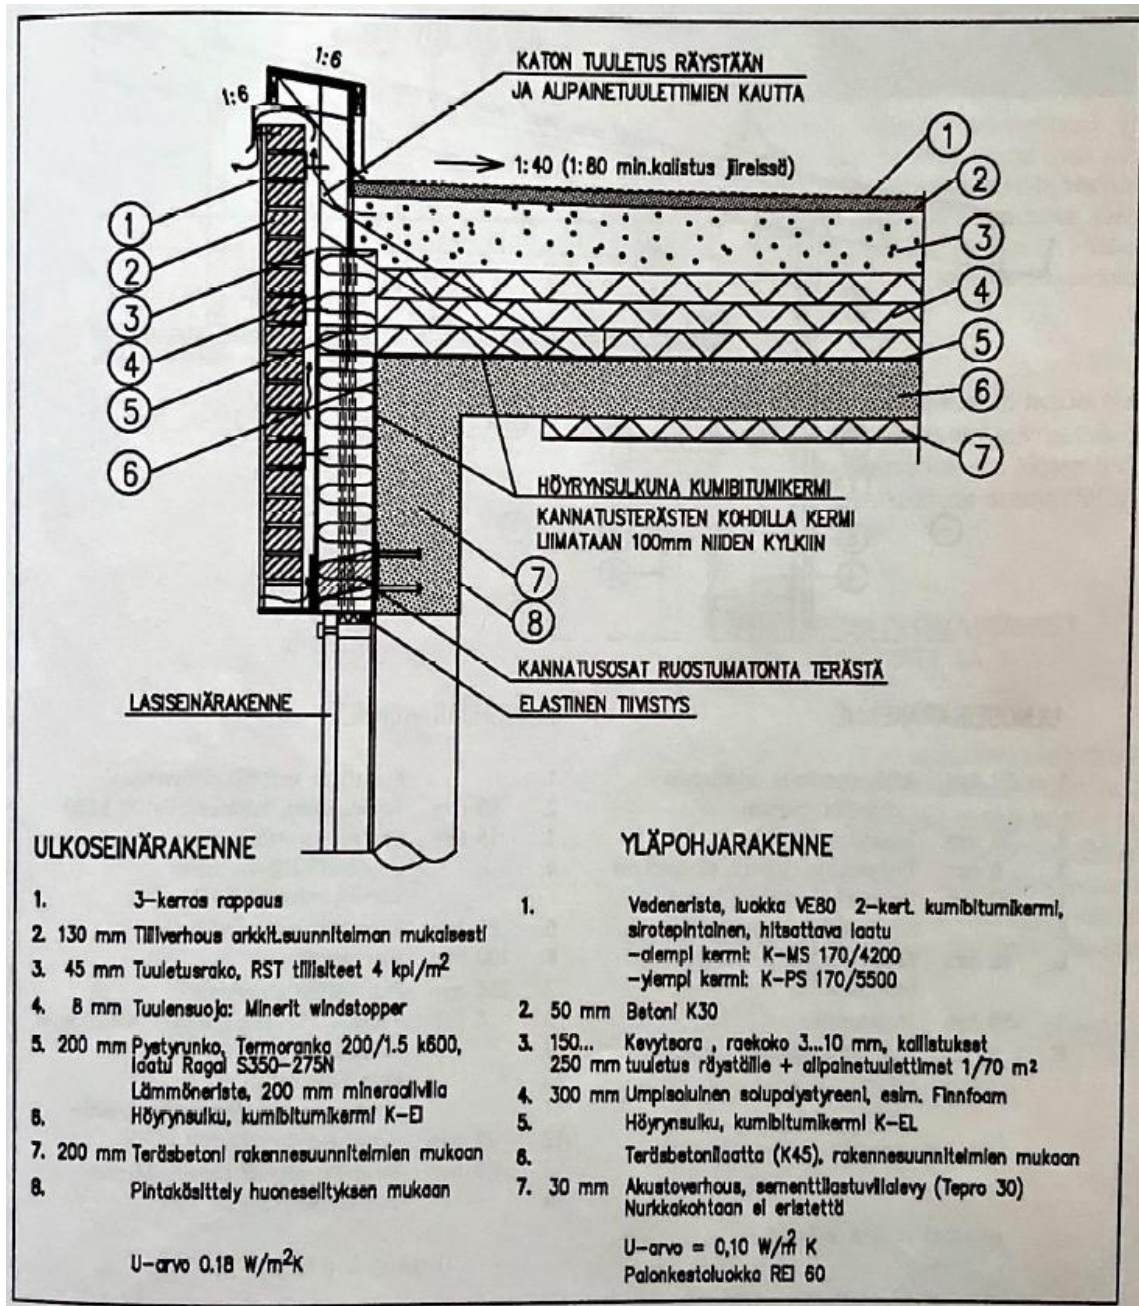 1:6
1:6
KATON TUULETUS RÄYSTÄÄN
JA ALIPAINETUULETTIMIEN KAUTTA
1:40 (1:80 min.kallistus jiireissä)
1
2
3
4
5
6
7
1
2
3
4
5
6
HÖYRYNSULKUNA KUMIBITUMIKERMI
KANNATUSTERÄSTEN KOHDILLA KERMI
LIIMATAAN 100mm NIIDEN KYLKIIN
7
8
KANNATUSOSAT RUOSTUMATONTA TERÄSTÄ
LASISEINÄRAKENNE
ELASTINEN TIIVISTYS
ULKOSEINÄRAKENNE
1. 3-kerros rappaus
2. 130 mm Tiiliverhous arkkit.suunnitelman mukaisesti
3. 45 mm Tuuletusrako, RST tiilisiteet 4 kpl/m²
4. 8 mm Tuulensuoja: Minerit windstopper
5. 200 mm Pystyrunko, Termoranka 200/1.5 k600,
laatu Ragal S350-275N
Lämmöneriste, 200 mm mineraalivilla
6. Höyrynsulku, kumibitumikermi K-El
7. 200 mm Teräsbetoni rakennesuunnitelmien mukaan
8. Pintakäsittely huoneselityksen mukaan
U-arvo 0.18 W/m²K
YLÄPOHJARAKENNE
1. Vedeneriste, luokka VE80 2-kert. kumibitumikermi,
sirotepintainen, hitsattava laatu
-alempi kermi: K-MS 170/4200
-ylempi kermi: K-PS 170/5500
2. 50 mm Betoni K30
3. 150... Kevytsora , raekoko 3...10 mm, kallistukset
250 mm tuuletus räystäille + alipainetuulettimet 1/70 m²
4. 300 mm Umpisoluinen solupolystyreeni, esim. Finnfoam
5. Höyrynsulku, kumibitumikermi K-EL
6. Teräsbetonilaatta (K45), rakennesuunnitelmien mukaan
7. 30 mm Akustoverhous, sementtilastuvillalevy (Tepro 30)
Nurkkakohtaan ei eristettä
U-arvo = 0,10 W/m² K
Palonkestoluokka REI 60